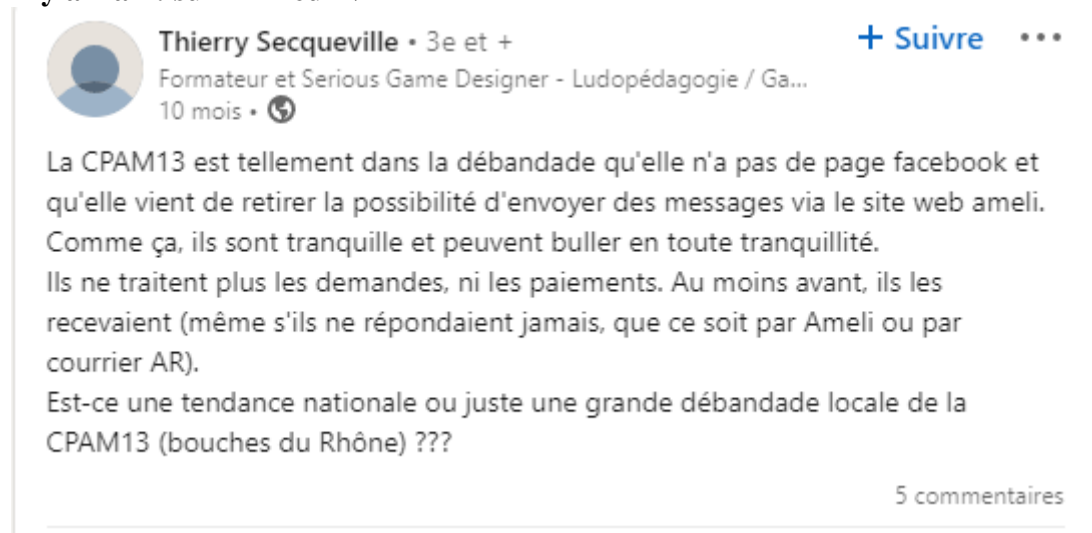 Thierry Secqueville • 3e et +
+ Suivre
Formateur et Serious Game Designer - Ludopédagogie / Ga...
10 mois •
La CPAM13 est tellement dans la débandade qu'elle n'a pas de page facebook et
qu'elle vient de retirer la possibilité d'envoyer des messages via le site web ameli.
Comme ça, ils sont tranquille et peuvent buller en toute tranquillité.
Ils ne traitent plus les demandes, ni les paiements. Au moins avant, ils les
recevaient (même s'ils ne répondaient jamais, que ce soit par Ameli ou par
courrier AR).
Est-ce une tendance nationale ou juste une grande débandade locale de la
CPAM13 (bouches du Rhône) ???
5 commentaires